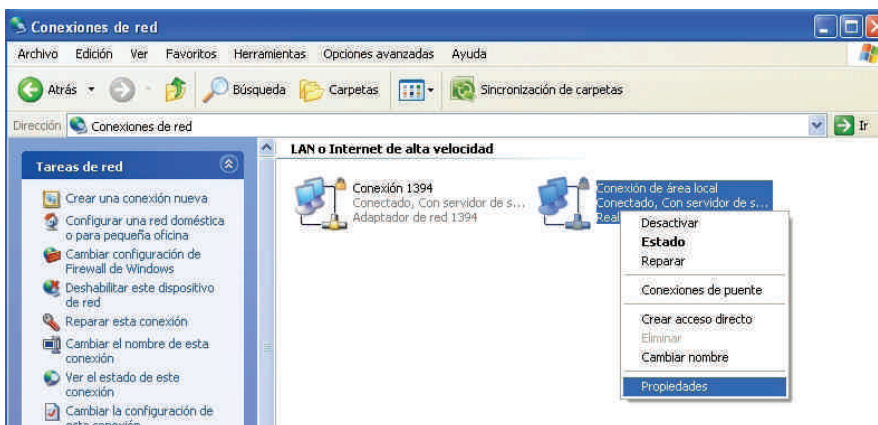 Conexiones de red
Archivo Edición Ver Favoritos Herramientas Opciones avanzadas Ayuda
Atrás Búsqueda Carpetas Sincronización de carpetas
Dirección Conexiones de red Ir
Tareas de red
Crear una conexión nueva
Configurar una red doméstica
o para pequeña oficina
Cambiar configuración de
Firewall de Windows
Deshabilitar este dispositivo
de red
Reparar esta conexión
Cambiar el nombre de esta
conexión
Ver el estado de este
conexión
Cambiar la configuración de
esta conexión
LAN o Internet de alta velocidad
Conexión 1394
Conectado, Con servidor de s...
Adaptador de red 1394
Conexión de área local
Conectado, Con servidor de s...
Real
Desactivar
Estado
Reparar
Conexiones de puente
Crear acceso directo
Eliminar
Cambiar nombre
Propiedades